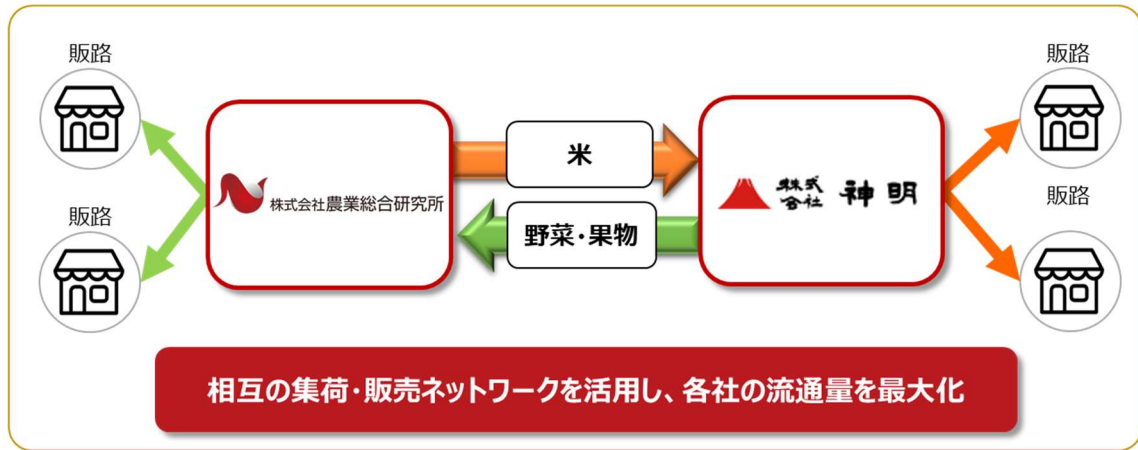 販路
販路
株式会社農業総合研究所
米
野菜・果物
株式
会社 神明
販路
販路
相互の集荷・販売ネットワークを活用し、各社の流通量を最大化